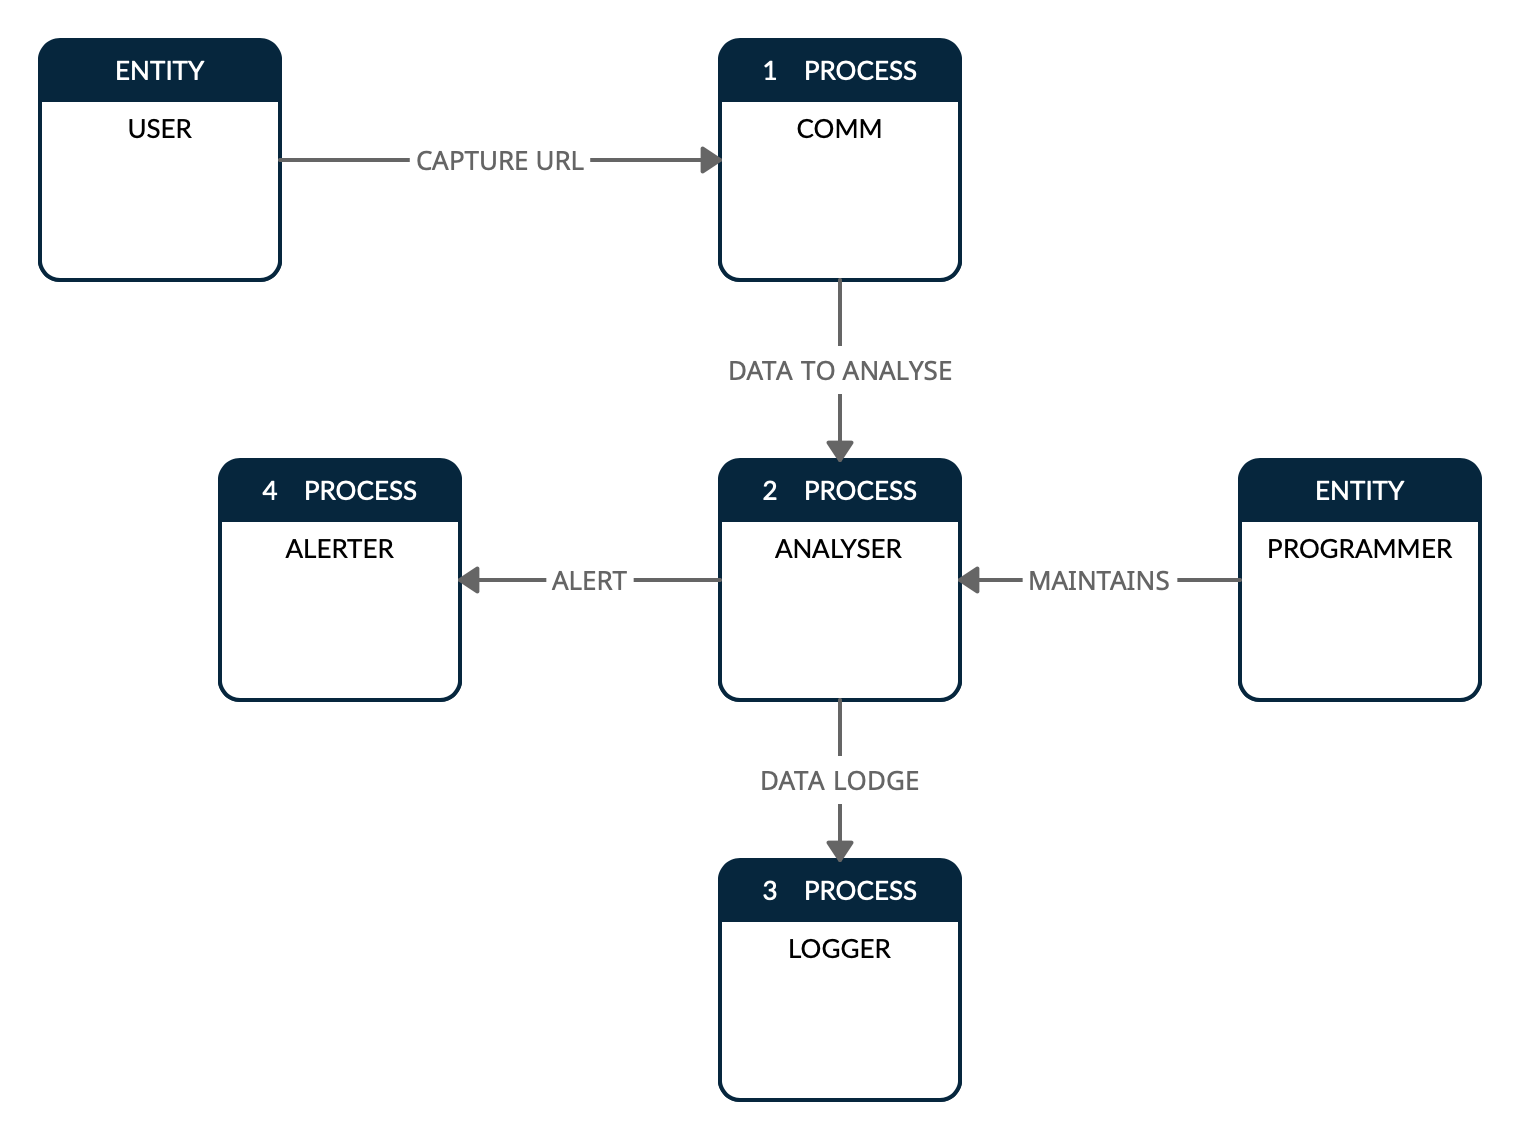 ENTITY
USER
CAPTURE URL
1 PROCESS
COMM
DATA TO ANALYSE
4 PROCESS
ALERTER
ALERT
2 PROCESS
ANALYSER
MAINTAINS
ENTITY
PROGRAMMER
DATA LODGE
3 PROCESS
LOGGER